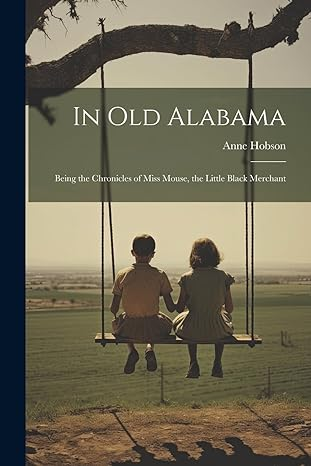 In Old Alabama
Anne Hobson
Being the Chronicles of Miss Mouse, the Little Black Merchant